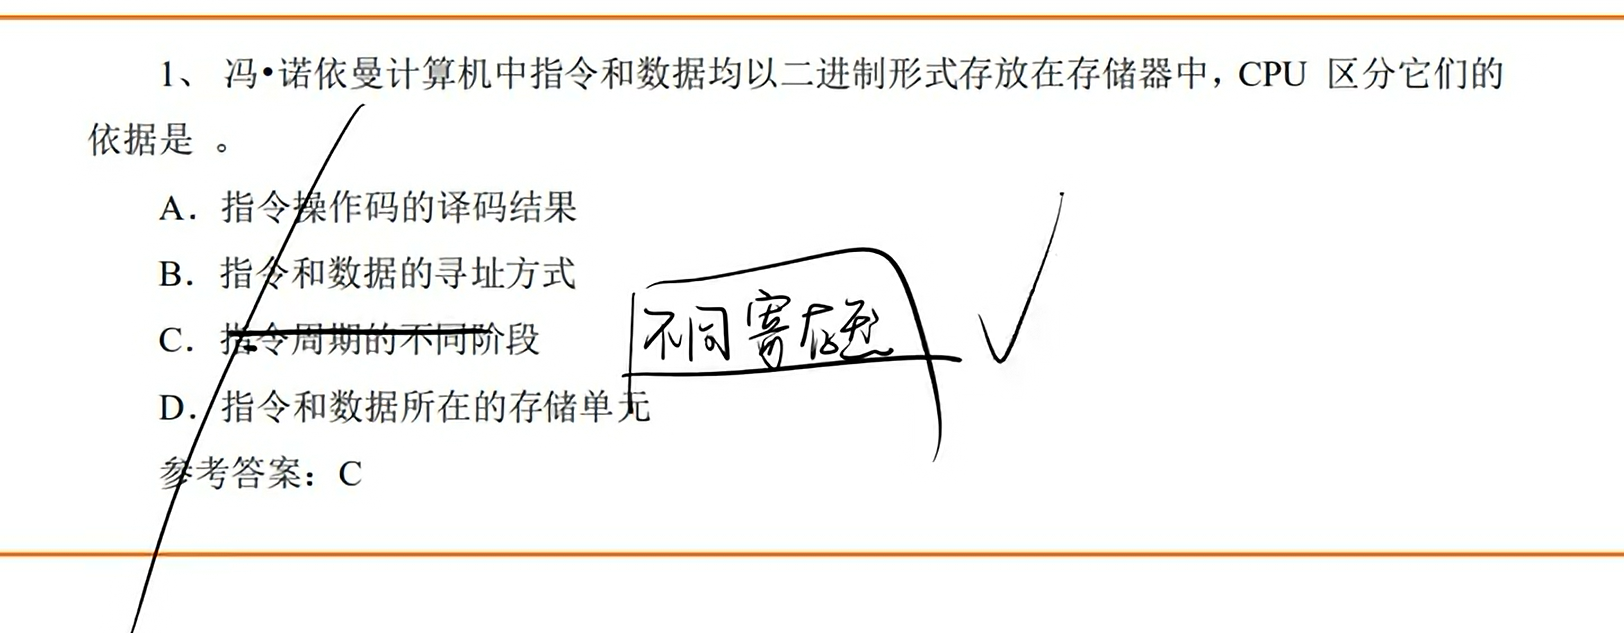 1、 冯•诺依曼计算机中指令和数据均以二进制形式存放在存储器中，CPU 区分它们的
依据是 。
A．指令操作码的译码结果
B．指令和数据的寻址方式
C．指令周期的不同阶段
不同寄存器
D．指令和数据所在的存储单元
参考答案：C